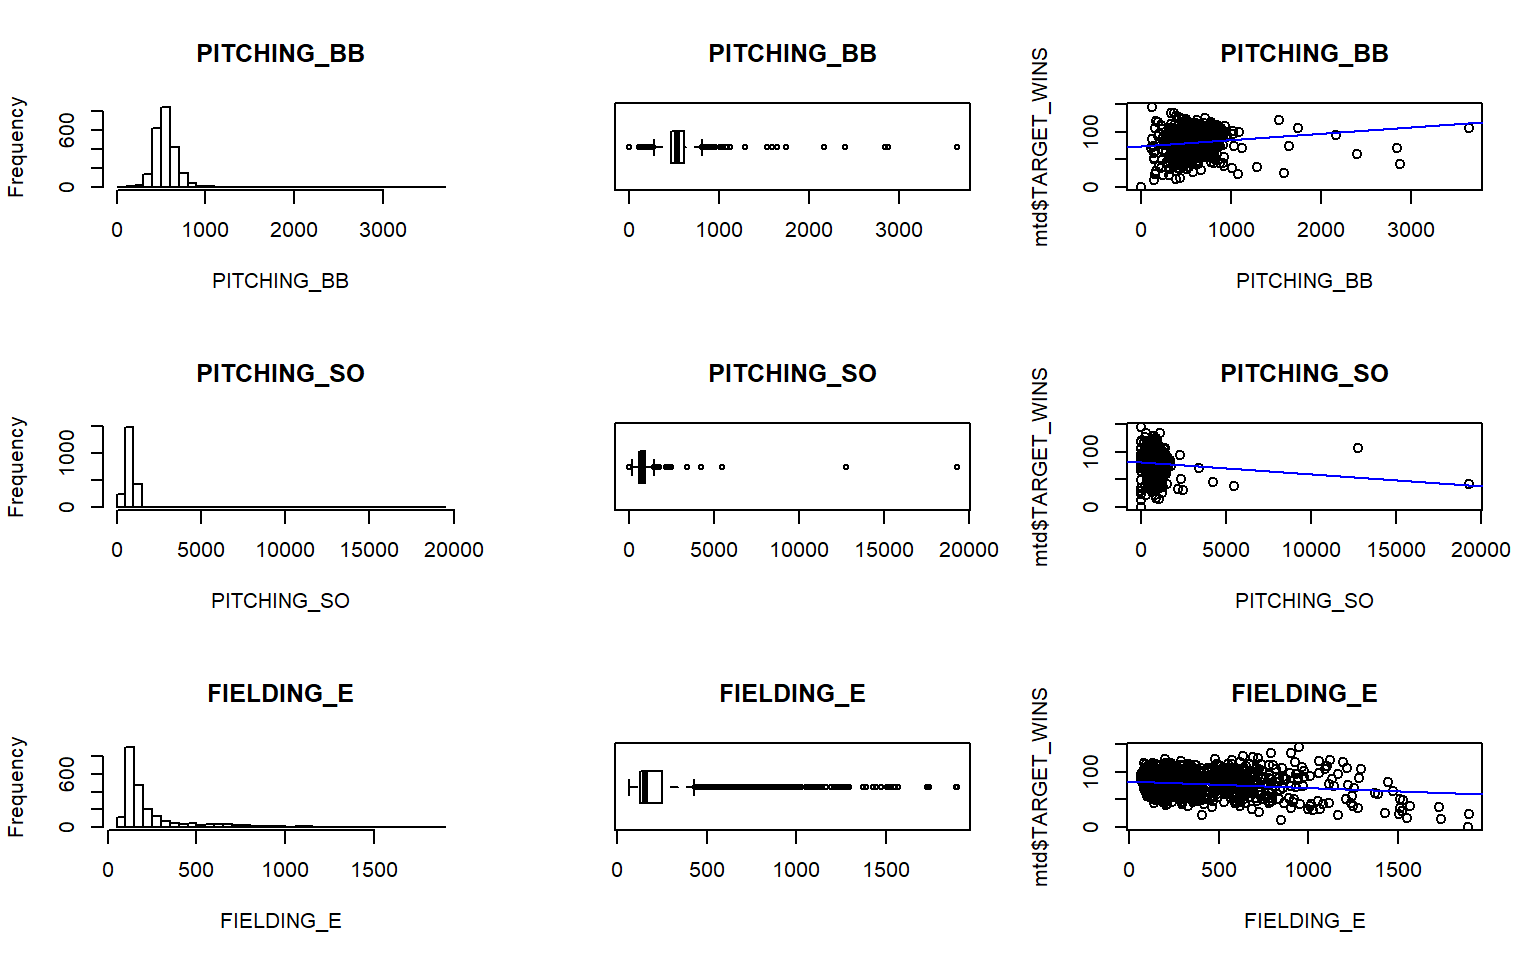 PITCHING_BB
Frequency
0
600
0 1000 2000 3000
PITCHING_BB
PITCHING_BB
0 1000 2000 3000
PITCHING_BB
mtd$TARGET_WINS
0
100
0 1000 2000 3000
PITCHING_BB
PITCHING_SO
Frequency
0
1000
0 5000 10000 15000 20000
PITCHING_SO
PITCHING_SO
0 5000 10000 15000 20000
PITCHING_SO
mtd$TARGET_WINS
0
100
0 5000 10000 15000 20000
PITCHING_SO
FIELDING_E
Frequency
0
600
0 500 1000 1500
FIELDING_E
FIELDING_E
0 500 1000 1500
FIELDING_E
mtd$TARGET_WINS
0
100
0 500 1000 1500
FIELDING_E